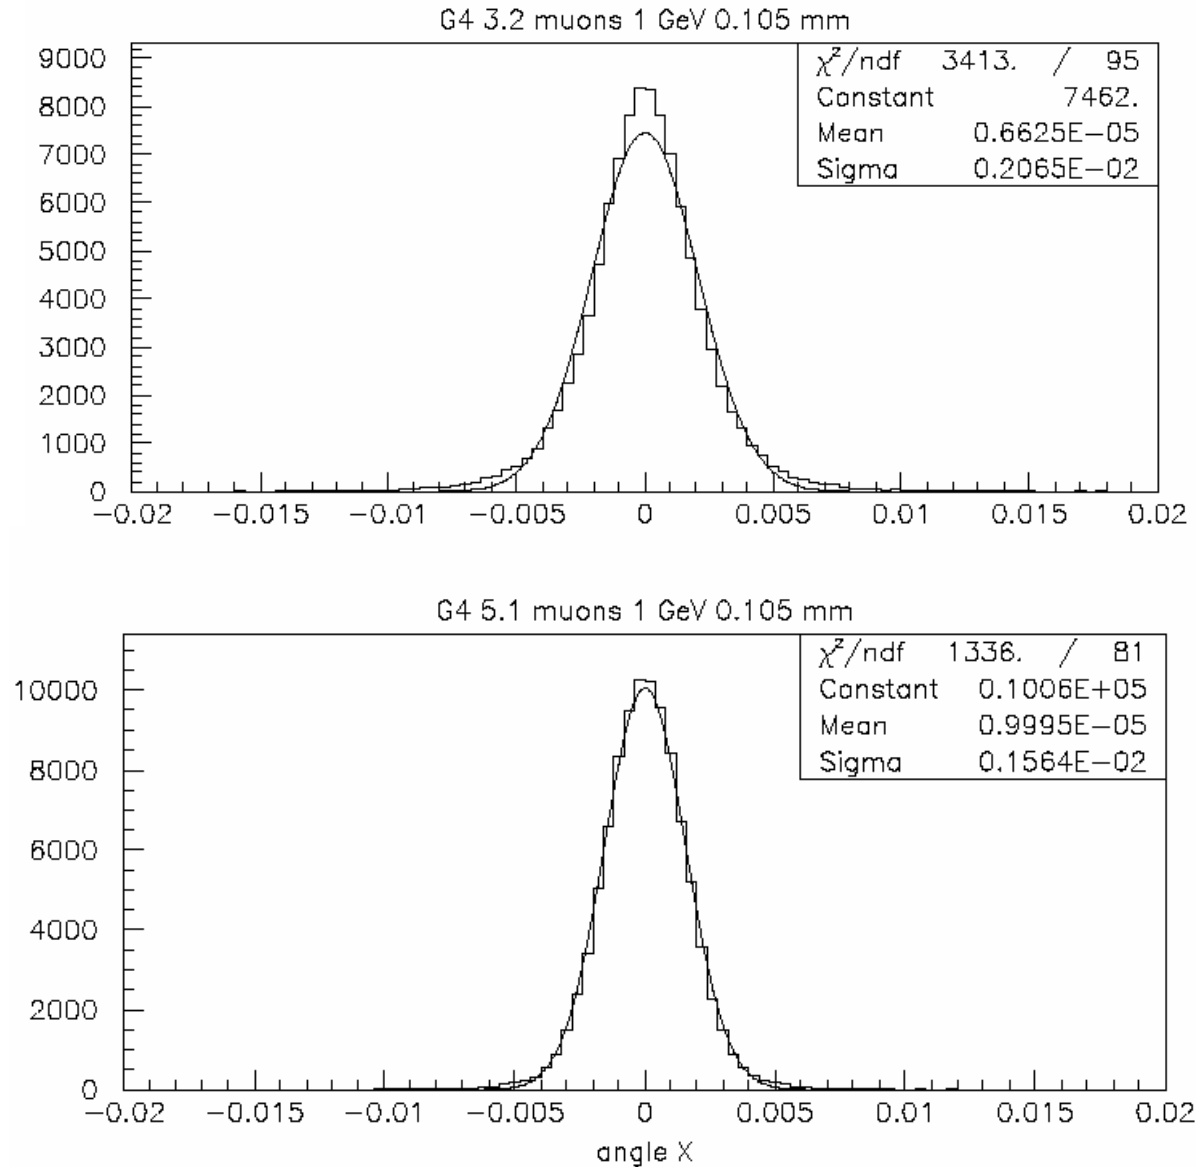 G4 3.2 muons 1 GeV 0.105 mm
χ²/ndf 3413. / 95
Constant 7462.
Mean 0.6625E-05
Sigma 0.2065E-02
9000
8000
7000
6000
5000
4000
3000
2000
1000
0
-0.02 -0.015 -0.01 -0.005 0 0.005 0.01 0.015 0.02
G4 5.1 muons 1 GeV 0.105 mm
χ²/ndf 1336. / 81
Constant 0.1006E+05
Mean 0.9995E-05
Sigma 0.1564E-02
10000
8000
6000
4000
2000
0
-0.02 -0.015 -0.01 -0.005 0 0.005 0.01 0.015 0.02
angle X